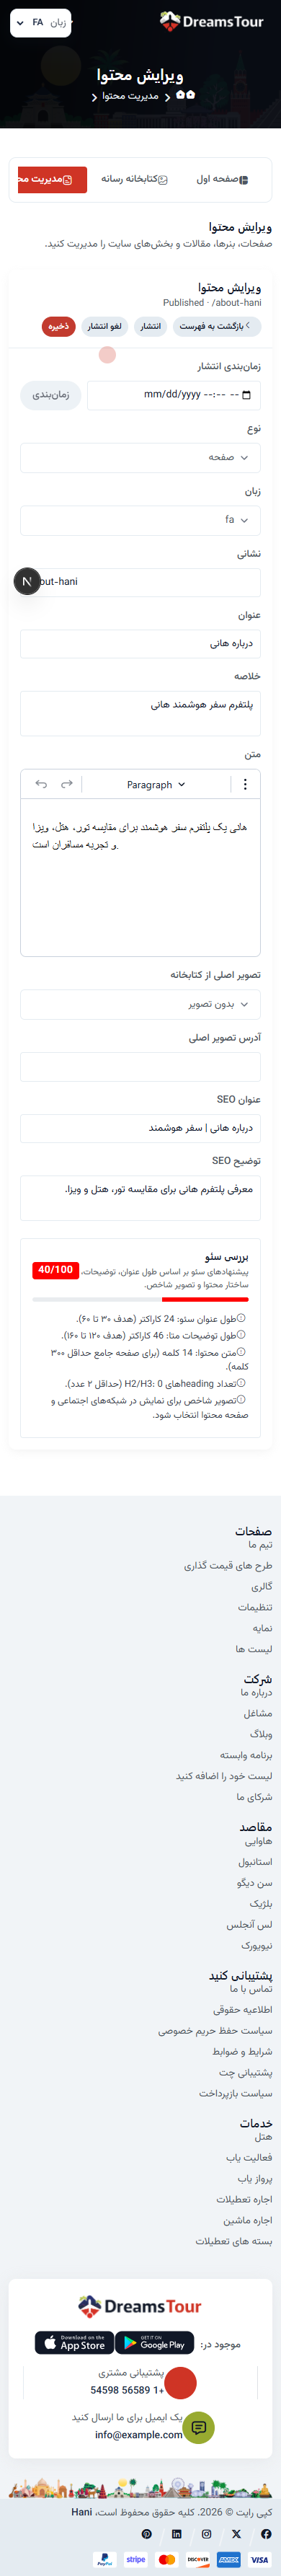 DreamsTour
زبان FA
ویرایش محتوا
مدیریت محتوا
صفحه اول
کتابخانه رسانه
ویرایش محتوا
صفحات، بنرها، مقالات و بخش‌های سایت را مدیریت کنید.
ویرایش محتوا
Published · /about-hani
بازگشت به فهرست
انتشار
لغو انتشار
ذخیره
زمان‌بندی انتشار
mm/dd/yyyy --:-- --
زمان‌بندی
نوع
صفحه
زبان
fa
نشانی
N
عنوان
درباره هانی
خلاصه
پلتفرم سفر هوشمند هانی
متن
Paragraph
هانی یک پلتفرم سفر هوشمند برای مقایسه تور، هتل، ویزا
و تجربه مسافران است.
تصویر اصلی از کتابخانه
بدون تصویر
آدرس تصویر اصلی
عنوان SEO
درباره هانی | سفر هوشمند
توضیح SEO
معرفی پلتفرم هانی برای مقایسه تور، هتل و ویزا.
بررسی سئو
پیشنهادهای سئو بر اساس طول عنوان، توضیحات،
ساختار محتوا و تصویر شاخص.
40/100
طول عنوان سئو: 24 کاراکتر (هدف ۳۰ تا ۶۰).
طول توضیحات متا: 46 کاراکتر (هدف ۱۲۰ تا ۱۶۰).
متن محتوا: 14 کلمه (برای صفحه جامع حداقل ۳۰۰
کلمه).
تعداد headingهای H2/H3: 0 (حداقل ۲ عدد).
تصویر شاخص برای نمایش در شبکه‌های اجتماعی و
صفحه محتوا انتخاب شود.
صفحات
تیم ما
طرح های قیمت گذاری
گالری
تنظیمات
نمایه
لیست ها
شرکت
درباره ما
مشاغل
وبلاگ
برنامه وابسته
لیست خود را اضافه کنید
شرکای ما
مقاصد
هاوایی
استانبول
سن دیگو
بلژیک
لس آنجلس
نیویورک
پشتیبانی کنید
تماس با ما
اطلاعیه حقوقی
سیاست حفظ حریم خصوصی
شرایط و ضوابط
پشتیبانی چت
سیاست بازپرداخت
خدمات
هتل
فعالیت یاب
پرواز یاب
اجاره تعطیلات
اجاره ماشین
بسته های تعطیلات
DreamsTour
موجود در:
GET IT ON
Google Play
Download on the
App Store
پشتیبانی مشتری
+1 56589 54598
یک ایمیل برای ما ارسال کنید
info@example.com
کپی رایت © 2026. کلیه حقوق محفوظ است، Hani
VISA
AMEX
DISCOVER
mastercard
stripe
PayPal